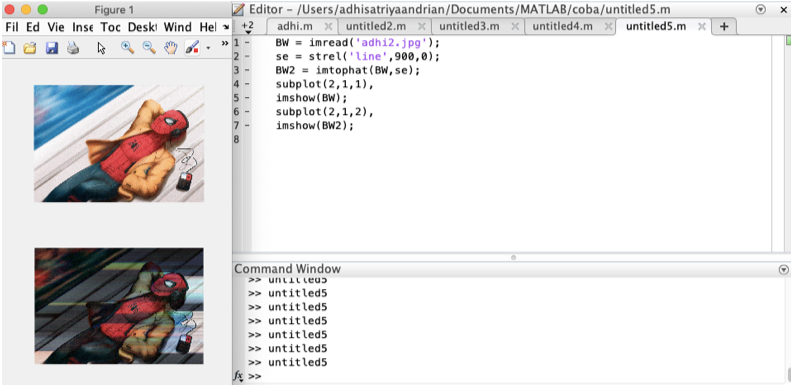 Figure 1
Fil Ed Vie Inse Toc Deskt Wind Hel
»
Editor - /Users/adhisatriyaandrian/Documents/MATLAB/coba/untitled5.m
+2 adhi.m × untitled2.m × untitled3.m × untitled4.m × untitled5.m × +
1 - BW = imread('adhi2.jpg');
2 - se = strel('line',900,0);
3 - BW2 = imtophat(BW,se);
4 - subplot(2,1,1),
5 - imshow(BW);
6 - subplot(2,1,2),
7 - imshow(BW2);
8
Command Window
>> untitled5
>> untitled5
>> untitled5
>> untitled5
>> untitled5
>> untitled5
>> untitled5
fx >>